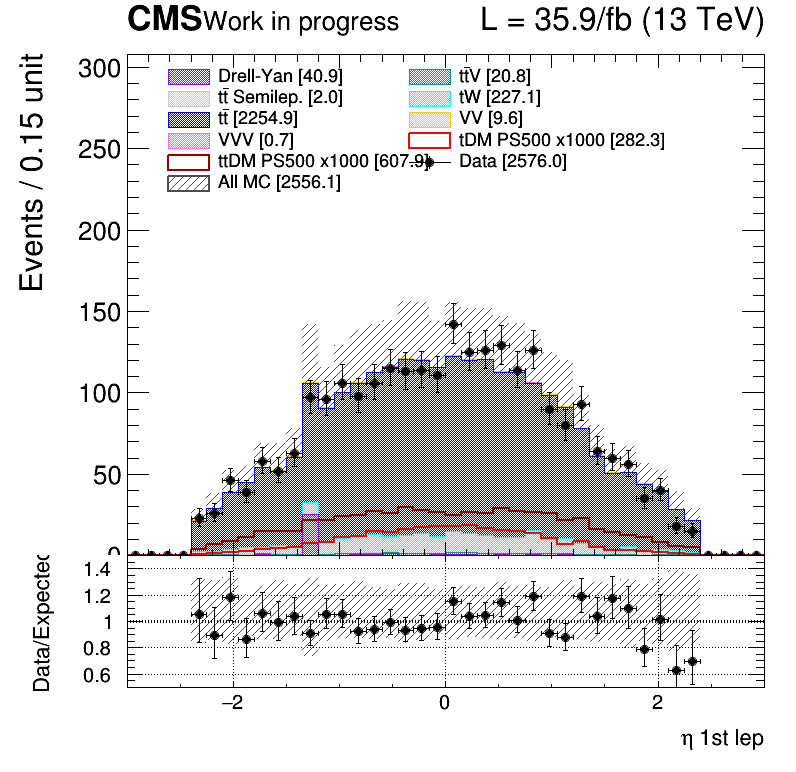 CMS Work in progress L = 35.9/fb (13 TeV)
Events / 0.15 unit
300
250
200
150
100
50
0
Drell-Yan [40.9]
tt̄V [20.8]
tt̄ Semilep. [2.0]
tW [227.1]
tt̄ [2254.9]
VV [9.6]
VVV [0.7]
tDM PS500 x1000 [282.3]
ttDM PS500 x1000 [607.9]
Data [2576.0]
All MC [2556.1]
Data/Expected
1.4
1.2
1
0.8
0.6
−2 0 2
η 1st lep